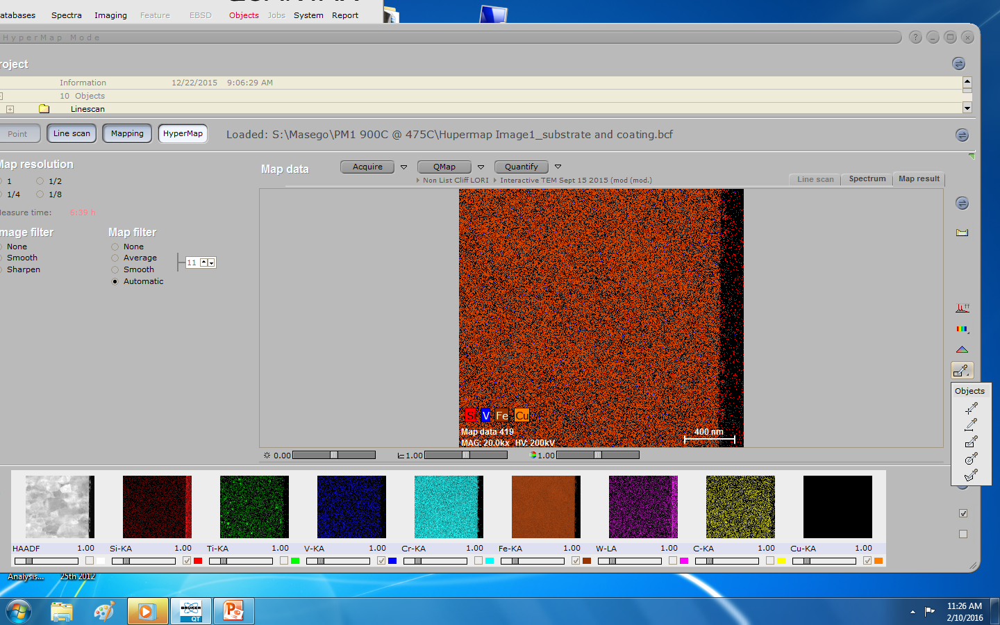 atabases Spectra Imaging Feature EBSD Objects Jobs System Report
HyperMap Mode
roject
Information 12/22/2015 9:06:29 AM
10 Objects
Linescan
Point Line scan Mapping HyperMap Loaded: S:\Masego\PM1 900C @ 475C\Hupermap Image1_substrate and coating.bcf
Map resolution
1 1/2
1/4 1/8
easure time: 6:39 h
mage filter Map filter
None None
Smooth Average 11
Sharpen Smooth
Automatic
Map data Acquire QMap Quantify
Non List Cliff LORI Interactive TEM Sept 15 2015 (mod (mod.)
Line scan Spectrum Map result
Si V Fe Cu
Map data 419
MAG: 20.0kx HV: 200kV
400 nm
0.00 1.00 1.00
Objects
HAADF 1.00 Si-KA 1.00 Ti-KA 1.00 V-KA 1.00 Cr-KA 1.00 Fe-KA 1.00 W-LA 1.00 C-KA 1.00 Cu-KA 1.00
Analysis... 25th 2012
BRUKER
QT
11:26 AM
2/10/2016